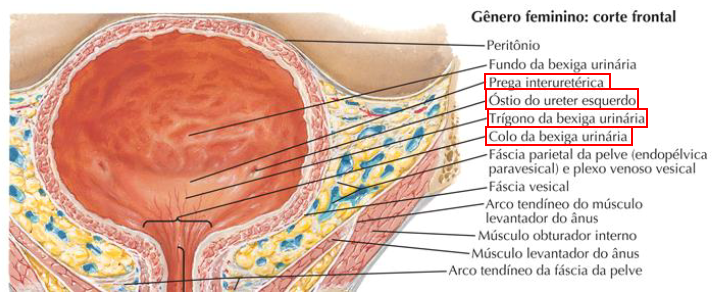 Gênero feminino: corte frontal
Peritônio
Fundo da bexiga urinária
Prega interuretérica
Óstio do ureter esquerdo
Trígono da bexiga urinária
Colo da bexiga urinária
Fáscia parietal da pelve (endopélvica
paravesical) e plexo venoso vesical
Fáscia vesical
Arco tendíneo do músculo
levantador do ânus
Músculo obturador interno
Músculo levantador do ânus
Arco tendíneo da fáscia da pelve